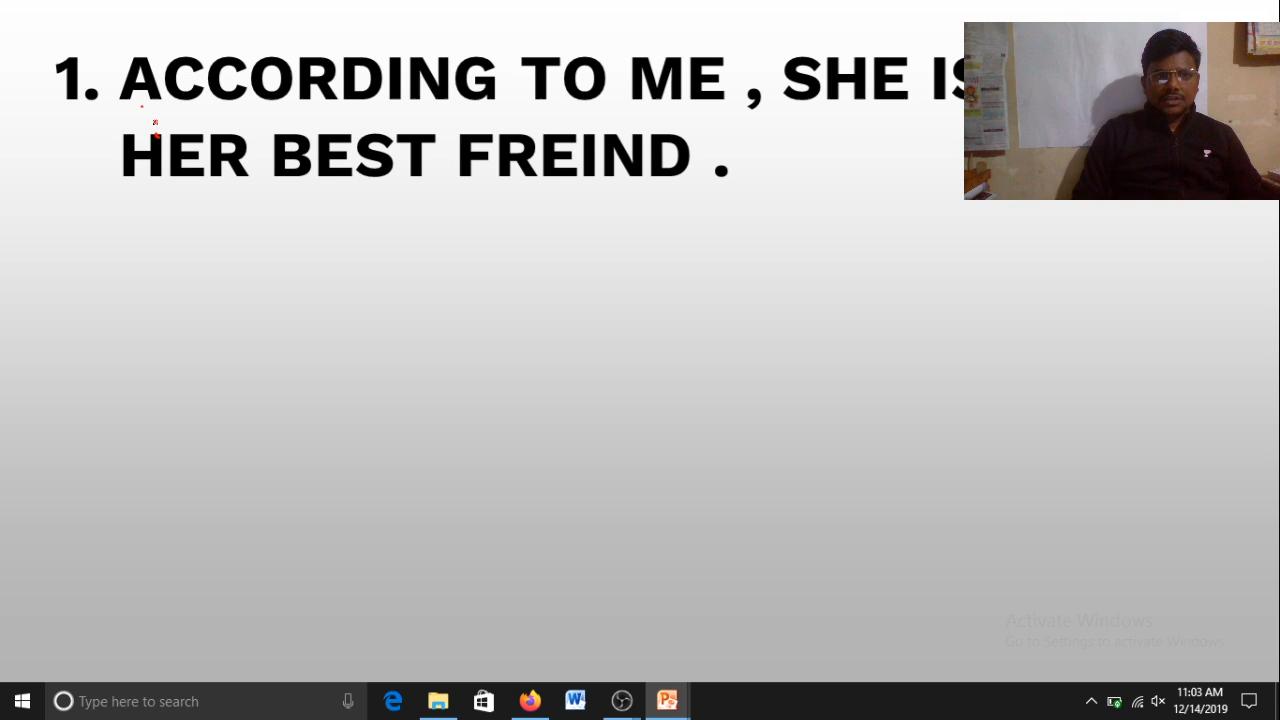 1. ACCORDING TO ME , SHE IS
HER BEST FREIND .
Activate Windows
Go to Settings to activate Windows.
Type here to search
11:03 AM
12/14/2019